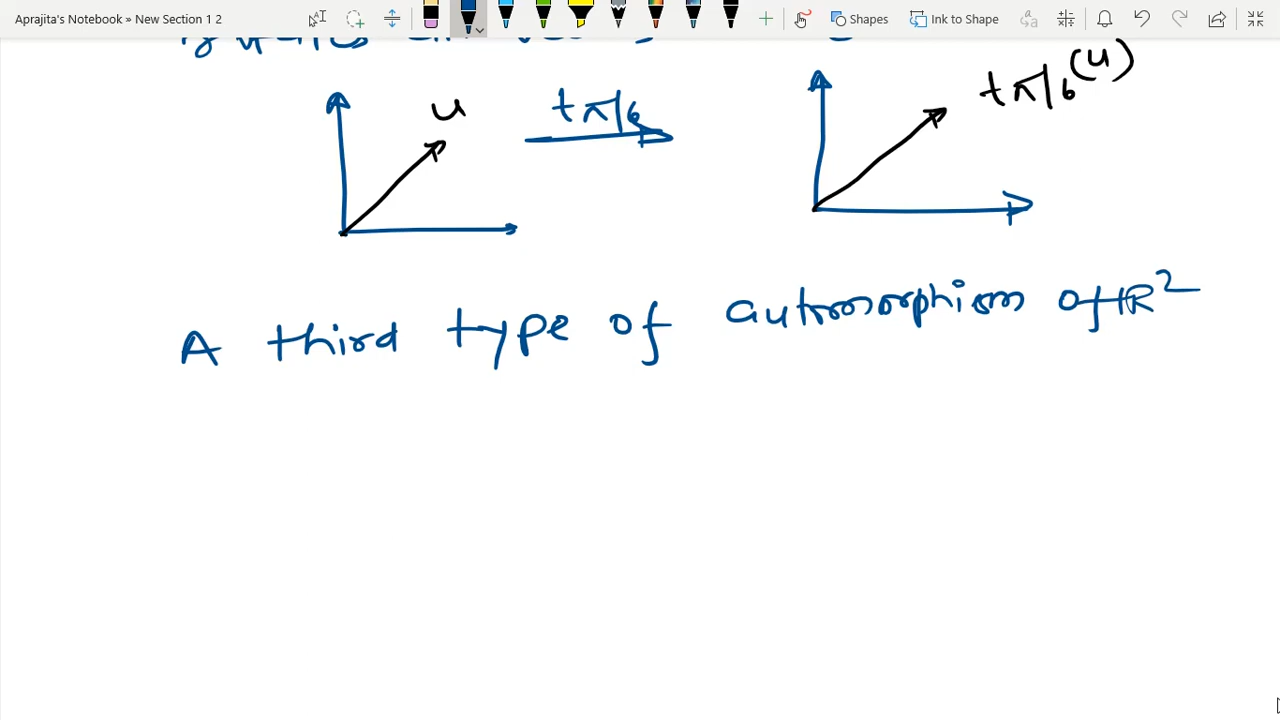 Aprajita's Notebook » New Section 1 2
Shapes
Ink to Shape
u
tπ/6
tπ/6(u)
A third type of automorphism of ℝ²